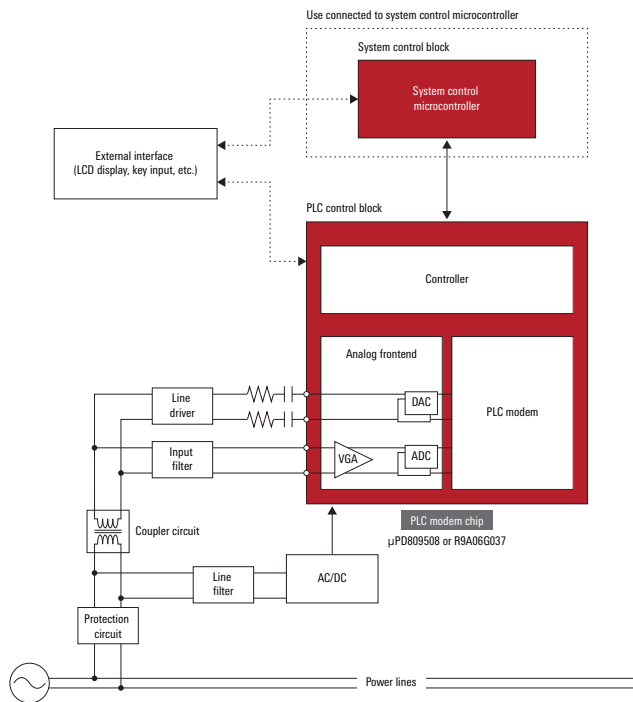 Use connected to system control microcontroller
System control block
System control
microcontroller
External interface
(LCD display, key input, etc.)
PLC control block
Controller
Analog frontend
Line
driver
DAC
PLC modem
Input
filter
VGA
ADC
PLC modem chip
Coupler circuit
µPD809508 or R9A06G037
Line
filter
AC/DC
Protection
circuit
Power lines